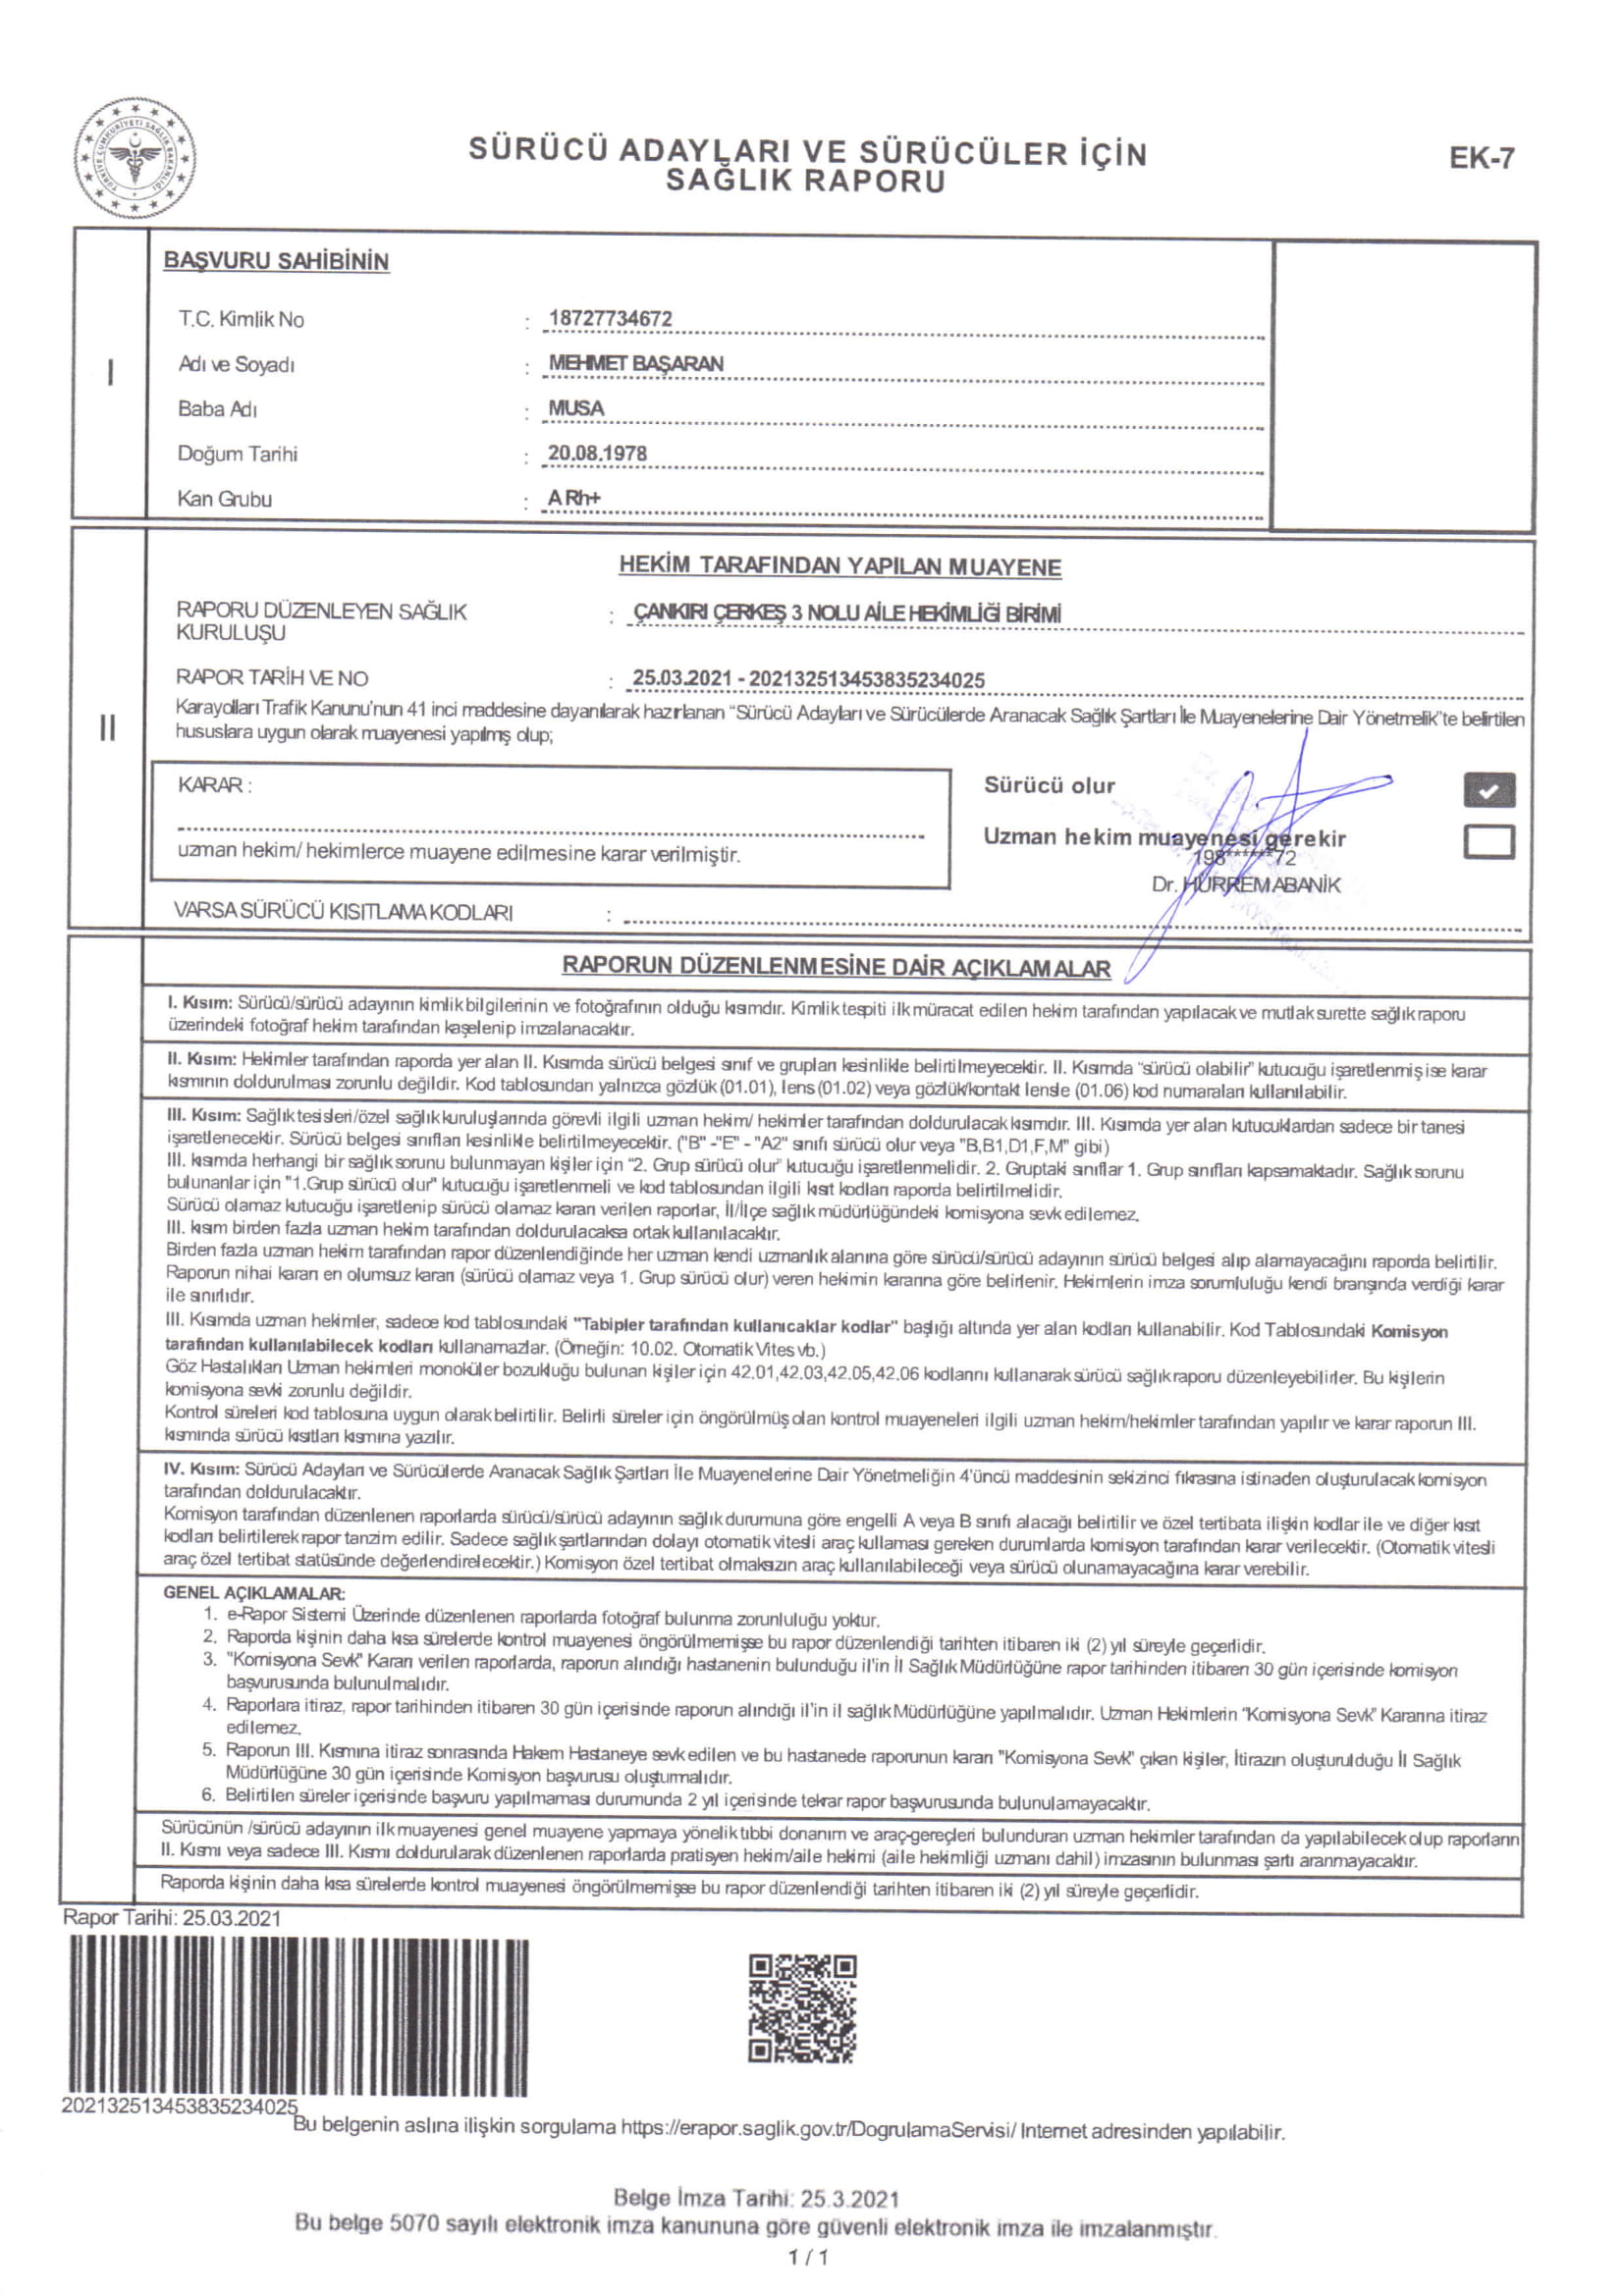 TÜRKİYE CUMHURİYETİ SAĞLIK BAKANLIĞI
SÜRÜCÜ ADAYLARI VE SÜRÜCÜLER İÇİN
SAĞLIK RAPORU
EK-7
I
BAŞVURU SAHİBİNİN
T.C. Kimlik No : 18727734672
Adı ve Soyadı : MEHMET BAŞARAN
Baba Adı : MUSA
Doğum Tarihi : 20.08.1978
Kan Grubu : A Rh+
II
HEKİM TARAFINDAN YAPILAN MUAYENE
RAPORU DÜZENLEYEN SAĞLIK : ÇANKIRI ÇERKEŞ 3 NOLU AİLE HEKİMLİĞİ BİRİMİ
KURULUŞU
RAPOR TARİH VE NO : 25.03.2021 - 202132513453835234025
Karayolları Trafik Kanunu'nun 41 inci maddesine dayanılarak hazırlanan "Sürücü Adayları ve Sürücülerde Aranacak Sağlık Şartları İle Muayenelerine Dair Yönetmelik"te belirtilen
hususlara uygun olarak muayenesi yapılmış olup;
KARAR :
uzman hekim/ hekimlerce muayene edilmesine karar verilmiştir.
Sürücü olur
Uzman hekim muayenesi gerekir
198******72
Dr. HÜRREM ABANİK
VARSA SÜRÜCÜ KISITLAMA KODLARI :
RAPORUN DÜZENLENMESİNE DAİR AÇIKLAMALAR
I. Kısım: Sürücü/sürücü adayının kimlik bilgilerinin ve fotoğrafının olduğu kısımdır. Kimlik tespiti ilk müracat edilen hekim tarafından yapılacak ve mutlak surette sağlık raporu
üzerindeki fotoğraf hekim tarafından kaşelenip imzalanacaktır.
II. Kısım: Hekimler tarafından raporda yer alan II. Kısımda sürücü belgesi sınıf ve grupları kesinlikle belirtilmeyecektir. II. Kısımda "sürücü olabilir" kutucuğu işaretlenmiş ise karar
kısmının doldurulması zorunlu değildir. Kod tablosundan yalnızca gözlük (01.01), lens (01.02) veya gözlük/kontakt lensle (01.06) kod numaraları kullanılabilir.
III. Kısım: Sağlık tesisleri/özel sağlık kuruluşlarında görevli ilgili uzman hekim/ hekimler tarafından doldurulacak kısımdır. III. Kısımda yer alan kutucuklardan sadece bir tanesi
işaretlenecektir. Sürücü belgesi sınıfları kesinlikle belirtilmeyecektir. ("B" -"E" - "A2" sınıfı sürücü olur veya "B,B1,D1,F,M" gibi)
III. kısımda herhangi bir sağlık sorunu bulunmayan kişiler için "2. Grup sürücü olur" kutucuğu işaretlenmelidir. 2. Gruptaki sınıflar 1. Grup sınıfları kapsamaktadır. Sağlık sorunu
bulunanlar için "1.Grup sürücü olur" kutucuğu işaretlenmeli ve kod tablosundan ilgili kısıt kodları raporda belirtilmelidir.
Sürücü olamaz kutucuğu işaretlenip sürücü olamaz kararı verilen raporlar, İl/İlçe sağlık müdürlüğündeki komisyona sevk edilemez.
III. kısım birden fazla uzman hekim tarafından doldurulacaksa ortak kullanılacaktır.
Birden fazla uzman hekim tarafından rapor düzenlendiğinde her uzman kendi uzmanlık alanına göre sürücü/sürücü adayının sürücü belgesi alıp alamayacağını raporda belirtilir.
Raporun nihai kararı en olumsuz kararı (sürücü olamaz veya 1. Grup sürücü olur) veren hekimin kararına göre belirlenir. Hekimlerin imza sorumluluğu kendi branşında verdiği karar
ile sınırlıdır.
III. Kısımda uzman hekimler, sadece kod tablosundaki "Tabipler tarafından kullanıcaklar kodlar" başlığı altında yer alan kodları kullanabilir. Kod Tablosundaki Komisyon
tarafından kullanılabilecek kodları kullanamazlar. (Örneğin: 10.02. Otomatik Vites vb.)
Göz Hastalıkları Uzman hekimleri monoküler bozukluğu bulunan kişiler için 42.01,42.03,42.05,42.06 kodlarını kullanarak sürücü sağlık raporu düzenleyebilirler. Bu kişilerin
komisyona sevki zorunlu değildir.
Kontrol süreleri kod tablosuna uygun olarak belirtilir. Belirli süreler için öngörülmüş olan kontrol muayeneleri ilgili uzman hekim/hekimler tarafından yapılır ve karar raporun III.
kısmında sürücü kısıtları kısmına yazılır.
IV. Kısım: Sürücü Adayları ve Sürücülerde Aranacak Sağlık Şartları İle Muayenelerine Dair Yönetmeliğin 4'üncü maddesinin sekizinci fıkrasına istinaden oluşturulacak komisyon
tarafından doldurulacaktır.
Komisyon tarafından düzenlenen raporlarda sürücü/sürücü adayının sağlık durumuna göre engelli A veya B sınıfı alacağı belirtilir ve özel tertibata ilişkin kodlar ile ve diğer kısıt
kodları belirtilerek rapor tanzim edilir. Sadece sağlık şartlarından dolayı otomatik vitesli araç kullaması gereken durumlarda komisyon tarafından karar verilecektir. (Otomatik vitesli
araç özel tertibat statüsünde değerlendirelecektir.) Komisyon özel tertibat olmaksızın araç kullanılabileceği veya sürücü olunamayacağına karar verebilir.
GENEL AÇIKLAMALAR:
1. e-Rapor Sistemi Üzerinde düzenlenen raporlarda fotoğraf bulunma zorunluluğu yoktur.
2. Raporda kişinin daha kısa sürelerde kontrol muayenesi öngörülmemişse bu rapor düzenlendiği tarihten itibaren iki (2) yıl süreyle geçerlidir.
3. "Komisyona Sevk" Kararı verilen raporlarda, raporun alındığı hastanenin bulunduğu il'in İl Sağlık Müdürlüğüne rapor tarihinden itibaren 30 gün içerisinde komisyon
başvurusunda bulunulmalıdır.
4. Raporlara itiraz, rapor tarihinden itibaren 30 gün içerisinde raporun alındığı il'in il sağlık Müdürlüğüne yapılmalıdır. Uzman Hekimlerin "Komisyona Sevk" Kararına itiraz
edilemez.
5. Raporun III. Kısmına itiraz sonrasında Hakem Hastaneye sevk edilen ve bu hastanede raporunun kararı "Komisyona Sevk" çıkan kişiler, İtirazın oluşturulduğu İl Sağlık
Müdürlüğüne 30 gün içerisinde Komisyon başvurusu oluşturmalıdır.
6. Belirtilen süreler içerisinde başvuru yapılmaması durumunda 2 yıl içerisinde tekrar rapor başvurusunda bulunulamayacaktır.
Sürücünün /sürücü adayının ilk muayenesi genel muayene yapmaya yönelik tıbbi donanım ve araç-gereçleri bulunduran uzman hekimler tarafından da yapılabilecek olup raporların
II. Kısmı veya sadece III. Kısmı doldurularak düzenlenen raporlarda pratisyen hekim/aile hekimi (aile hekimliği uzmanı dahil) imzasının bulunması şartı aranmayacaktır.
Raporda kişinin daha kısa sürelerde kontrol muayenesi öngörülmemişse bu rapor düzenlendiği tarihten itibaren iki (2) yıl süreyle geçerlidir.
Rapor Tarihi: 25.03.2021
202132513453835234025
Bu belgenin aslına ilişkin sorgulama https://erapor.saglik.gov.tr/DogrulamaServisi/ Internet adresinden yapılabilir.
Belge İmza Tarihi: 25.3.2021
Bu belge 5070 sayılı elektronik imza kanununa göre güvenli elektronik imza ile imzalanmıştır.
1 / 1